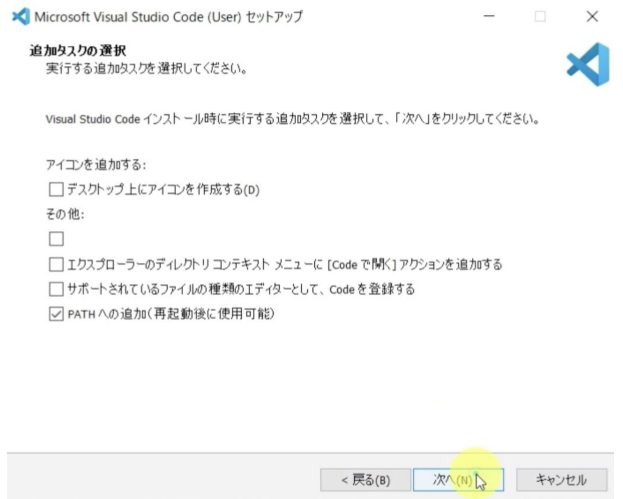 Microsoft Visual Studio Code (User) セットアップ
追加タスクの選択
実行する追加タスクを選択してください。
Visual Studio Code インストール時に実行する追加タスクを選択して、「次へ」をクリックしてください。
アイコンを追加する:
デスクトップ上にアイコンを作成する(D)
その他:
エクスプローラーのディレクトリ コンテキスト メニューに [Code で開く] アクションを追加する
サポートされているファイルの種類のエディターとして、Code を登録する
PATH への追加(再起動後に使用可能)
< 戻る(B) 次へ(N) キャンセル